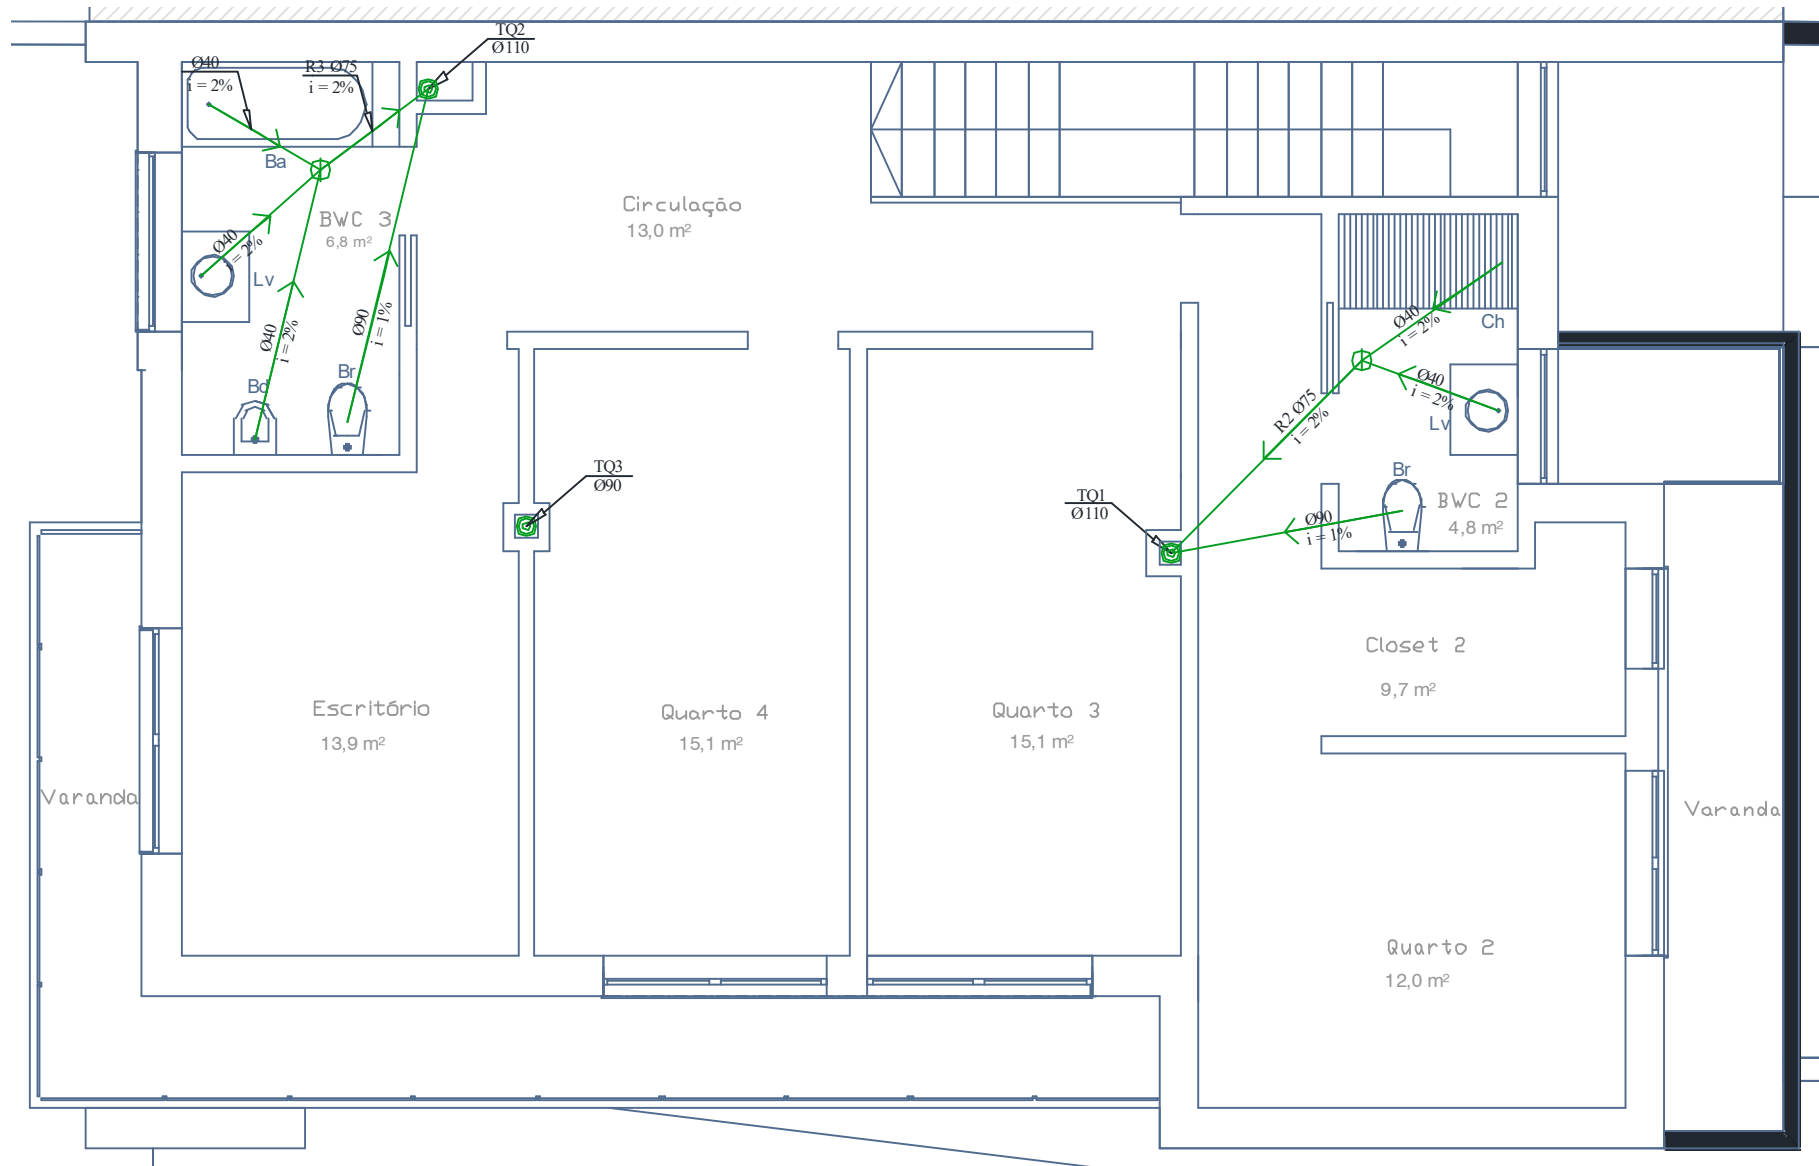 TQ2
Ø110
Ø40
i = 2%
R3 Ø75
i = 2%
Ba
BWC 3
6,8 m²
Circulação
13,0 m²
Ø40
i = 2%
Lv
Ø40
i = 2%
Ø90
i = 1%
Bd
Br
Ø40
i = 2%
Ch
Ø40
i = 2%
Lv
R2 Ø75
i = 2%
Br
BWC 2
4,8 m²
TQ3
Ø90
TQ1
Ø110
Ø90
i = 1%
Closet 2
9,7 m²
Escritório
13,9 m²
Quarto 4
15,1 m²
Quarto 3
15,1 m²
Varanda
Varanda
Quarto 2
12,0 m²